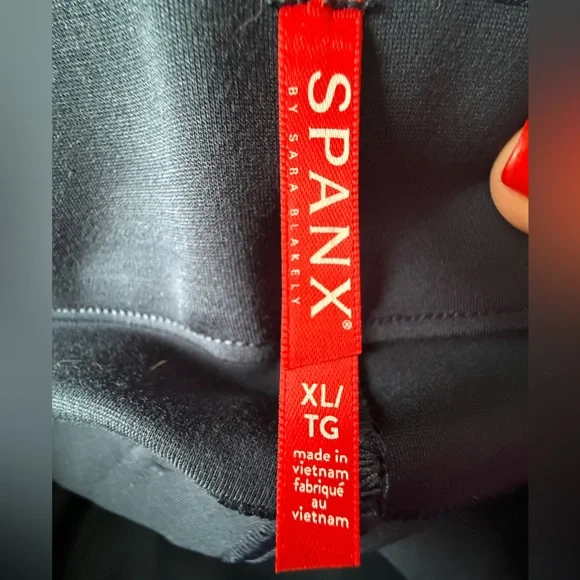 SPANX®
BY SARA BLAKELY
XL/
TG
made in
vietnam
fabriqué
au
vietnam